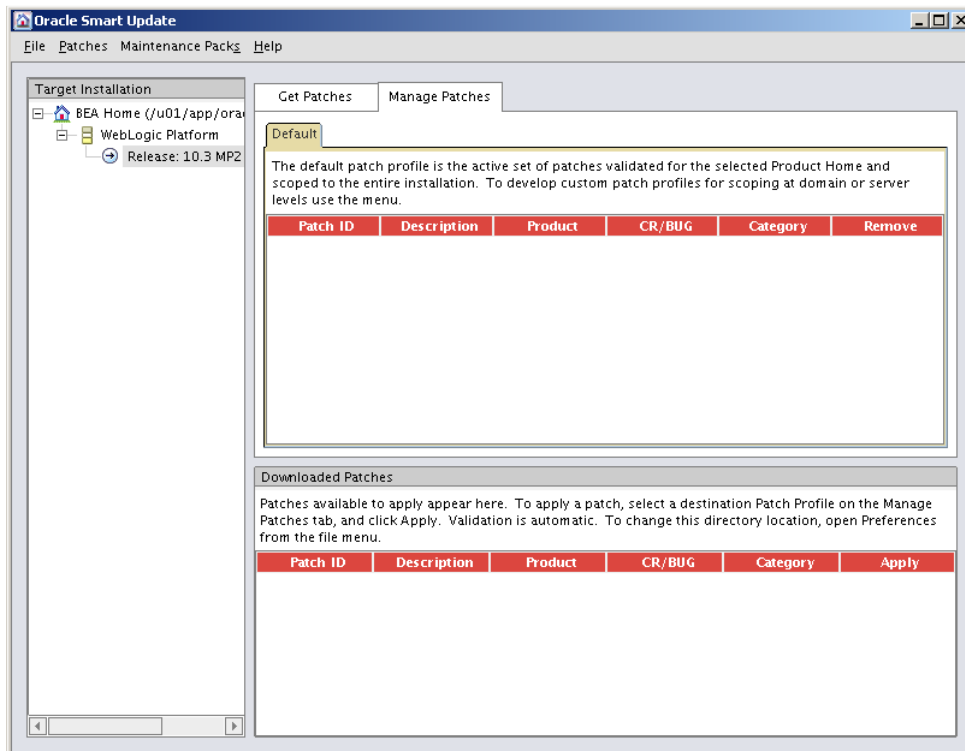 Oracle Smart Update
File Patches Maintenance Packs Help
Target Installation
BEA Home (/u01/app/ora
WebLogic Platform
Release: 10.3 MP2
Get Patches Manage Patches
Default
The default patch profile is the active set of patches validated for the selected Product Home and
scoped to the entire installation. To develop custom patch profiles for scoping at domain or server
levels use the menu.
Patch ID Description Product CR/BUG Category Remove
Downloaded Patches
Patches available to apply appear here. To apply a patch, select a destination Patch Profile on the Manage
Patches tab, and click Apply. Validation is automatic. To change this directory location, open Preferences
from the file menu.
Patch ID Description Product CR/BUG Category Apply